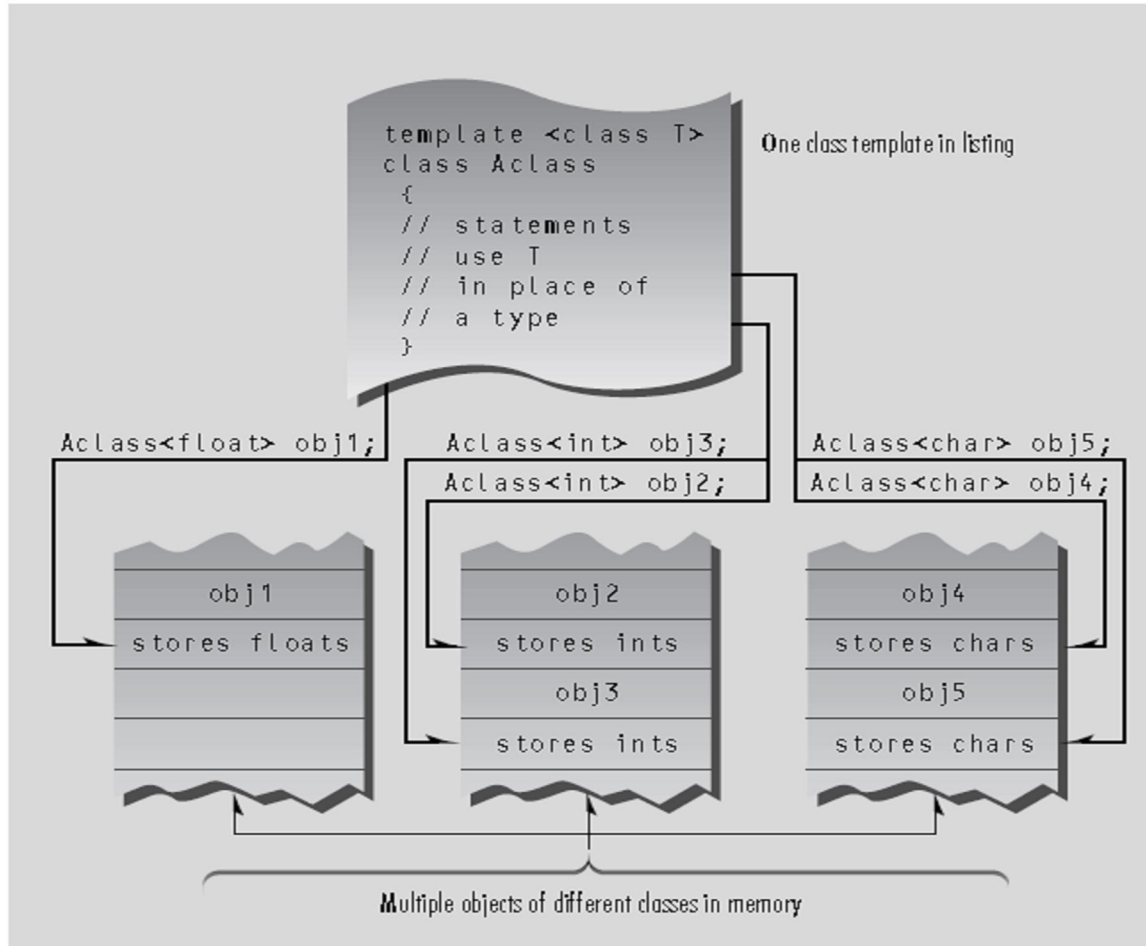 template <class T>
class Aclass
{
// statements
// use T
// in place of
// a type
}
One class template in listing
Aclass<float> obj1;
Aclass<int> obj3;
Aclass<char> obj5;
Aclass<int> obj2;
Aclass<char> obj4;
obj1
stores floats
obj2
stores ints
obj3
stores ints
obj4
stores chars
obj5
stores chars
Multiple objects of different classes in memory